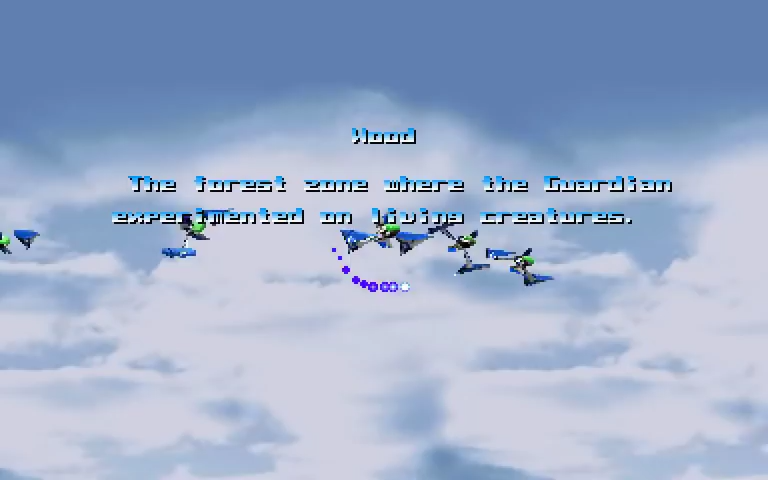 Wood
The forest zone where the Guardian
experimented on living creatures.